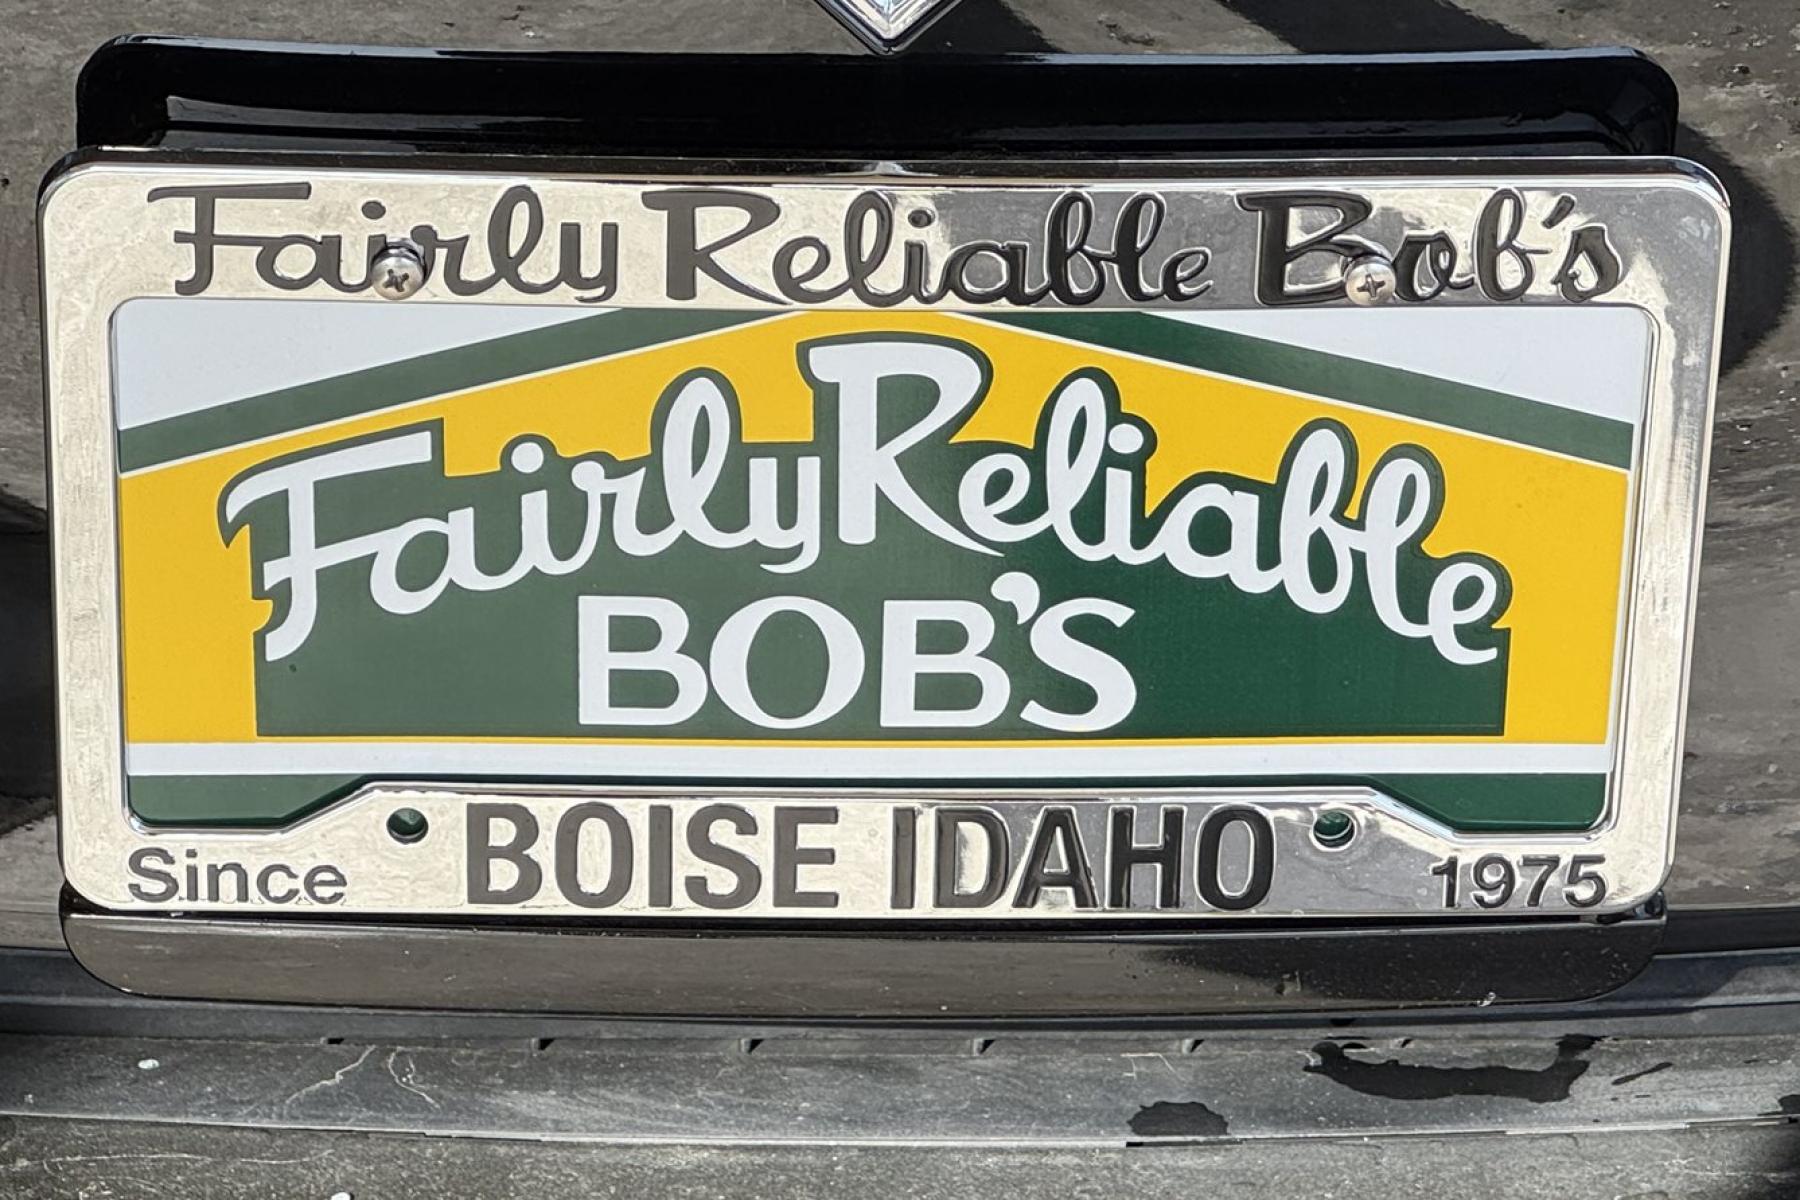 Fairly Reliable Bob's
Fairly Reliable
BOB'S
Since BOISE IDAHO 1975